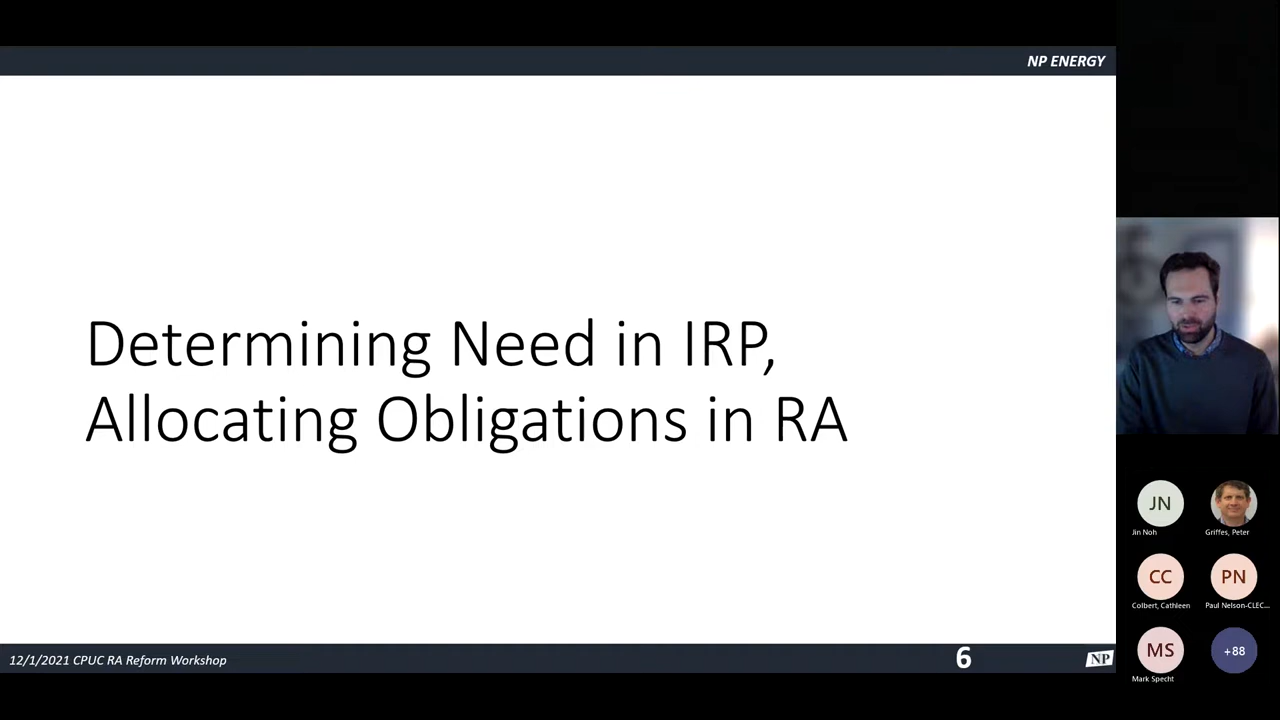 NP ENERGY
Determining Need in IRP,
Allocating Obligations in RA
12/1/2021 CPUC RA Reform Workshop
6
NP
JN
Jin Noh
Griffes, Peter
CC
Colbert, Cathleen
PN
Paul Nelson-CLEC...
MS
Mark Specht
+88